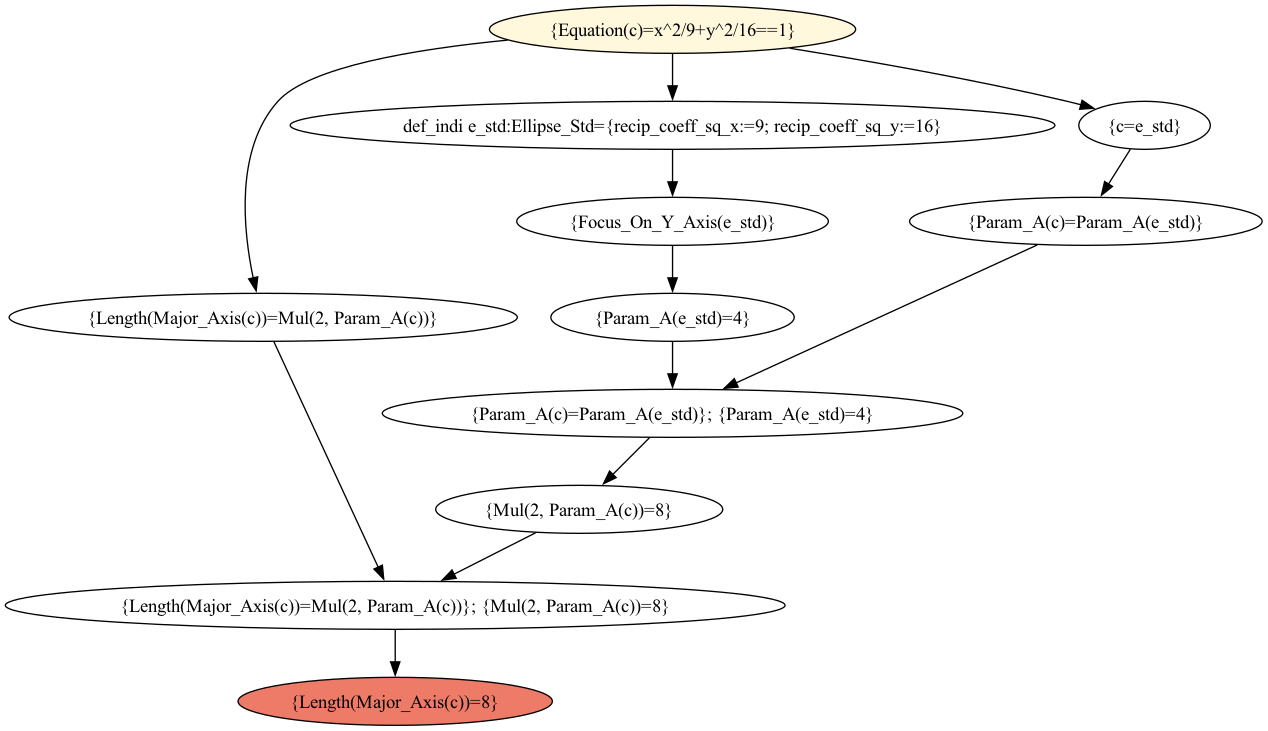 {Equation(c)=x^2/9+y^2/16==1}
def_indi e_std:Ellipse_Std={recip_coeff_sq_x:=9; recip_coeff_sq_y:=16}
{c=e_std}
{Focus_On_Y_Axis(e_std)}
{Param_A(c)=Param_A(e_std)}
{Length(Major_Axis(c))=Mul(2, Param_A(c))}
{Param_A(e_std)=4}
{Param_A(c)=Param_A(e_std)}; {Param_A(e_std)=4}
{Mul(2, Param_A(c))=8}
{Length(Major_Axis(c))=Mul(2, Param_A(c))}; {Mul(2, Param_A(c))=8}
{Length(Major_Axis(c))=8}